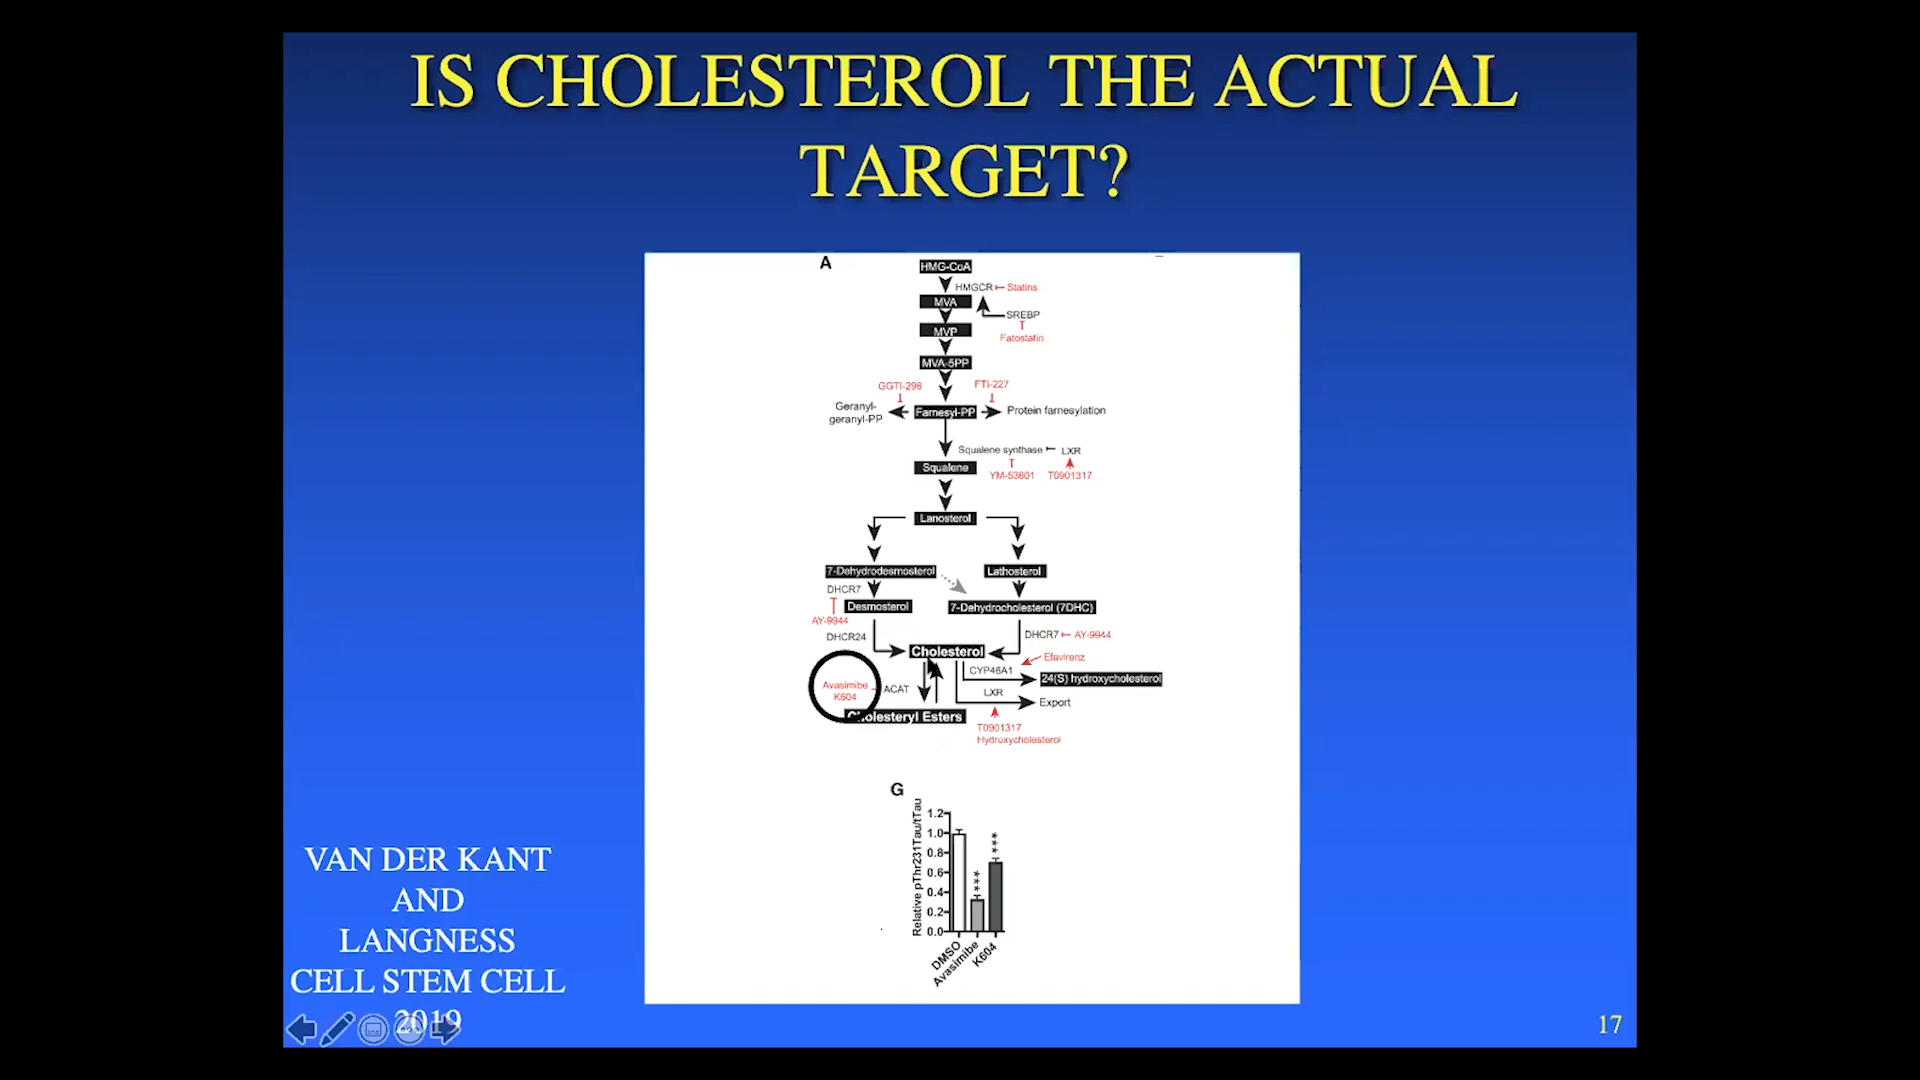 IS CHOLESTEROL THE ACTUAL
TARGET?
A
HMG-CoA
HMGCR
Statins
MVA
SREBP
MVP
Fatostatin
MVA-5PP
GGTI-298
FTI-227
Geranyl-
geranyl-PP
Farnesyl-PP
Protein farnesylation
Squalene synthase
LXR
Squalene
YM-53601
T0901317
Lanosterol
7-Dehydrodesmosterol
Lathosterol
DHCR7
Desmosterol
7-Dehydrocholesterol (7DHC)
AY-9944
DHCR24
DHCR7
AY-9944
Cholesterol
Efavirenz
CYP46A1
24(S) hydroxycholesterol
Avasimibe
K604
ACAT
LXR
Export
Cholesteryl Esters
T0901317
Hydroxycholesterol
G
Relative pThr231Tau/tTau
1.2
1.0
0.8
0.6
0.4
0.2
0.0
***
***
DMSO
Avasimibe
K604
VAN DER KANT
AND
LANGNESS
CELL STEM CELL
2019
17